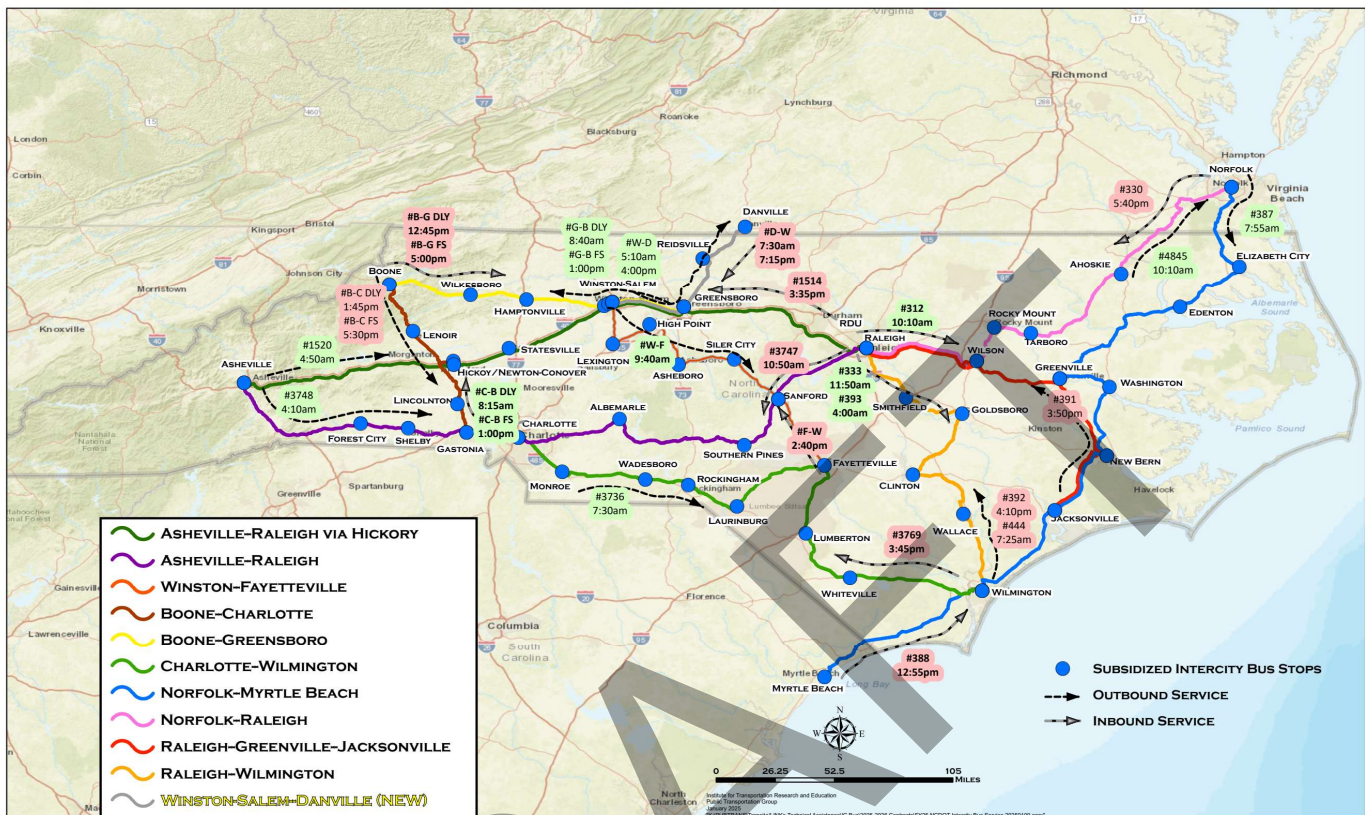 Virginia
London
Kingsport
Corbin
Bristol
Johnson City
Morristown
Knoxville
Blacksburg
Roanoke
Lynchburg
Richmond
Hampton
NORFOLK
Norfolk
Virginia
Beach
#330
5:40pm
#387
7:55am
#4845
10:10am
ELIZABETH CITY
AHOSKIE
EDENTON
Albemarle
Sound
DANVILLE
REIDSVILLE
#B-G DLY
12:45pm
#B-G FS
5:00pm
#G-B DLY
8:40am
#G-B FS
1:00pm
#W-D
5:10am
4:00pm
#D-W
7:30am
7:15pm
#1514
3:35pm
BOONE
WILKESBORO
HAMPTONVILLE
WINSTON-SALEM
GREENSBORO
HIGH POINT
Durham
RDU
RALEIGH
#312
10:10am
ROCKY MOUNT
Rocky Mount
TARBORO
WILSON
#B-C DLY
1:45pm
#B-C FS
5:30pm
LENOIR
Morganton
#1520
4:50am
STATESVILLE
HICKOY/NEWTON-CONOVER
Mooresville
LEXINGTON
#W-F
9:40am
ASHEBORO
SILER CITY
#3747
10:50am
SANFORD
#333
11:50am
#393
4:00am
SMITHFIELD
GOLDSBORO
GREENVILLE
WASHINGTON
#391
3:50pm
Kinston
Pamlico Sound
ASHEVILLE
Asheville
#3748
4:10am
LINCOLNTON
#C-B DLY
8:15am
#C-B FS
1:00pm
FOREST CITY
SHELBY
GASTONIA
CHARLOTTE
Charlotte
ALBEMARLE
SOUTHERN PINES
#F-W
2:40pm
FAYETTEVILLE
NEW BERN
Havelock
CLINTON
JACKSONVILLE
MONROE
WADESBORO
ROCKINGHAM
#3736
7:30am
LAURINBURG
LUMBERTON
WALLACE
#392
4:10pm
#444
7:25am
#3769
3:45pm
WHITEVILLE
WILMINGTON
Greenville
Spartanburg
Gainesville
Lawrenceville
Columbia
South
Carolina
Florence
Myrtle Beach
MYRTLE BEACH
Long Bay
#388
12:55pm
North
Charleston
ASHEVILLE-RALEIGH VIA HICKORY
ASHEVILLE-RALEIGH
WINSTON-FAYETTEVILLE
BOONE-CHARLOTTE
BOONE-GREENSBORO
CHARLOTTE-WILMINGTON
NORFOLK-MYRTLE BEACH
NORFOLK-RALEIGH
RALEIGH-GREENVILLE-JACKSONVILLE
RALEIGH-WILMINGTON
WINSTON-SALEM-DANVILLE (NEW)
SUBSIDIZED INTERCITY BUS STOPS
OUTBOUND SERVICE
INBOUND SERVICE
N
W E
S
0 26.25 52.5 105
MILES
Institute for Transportation Research and Education
Public Transportation Group
January 2025